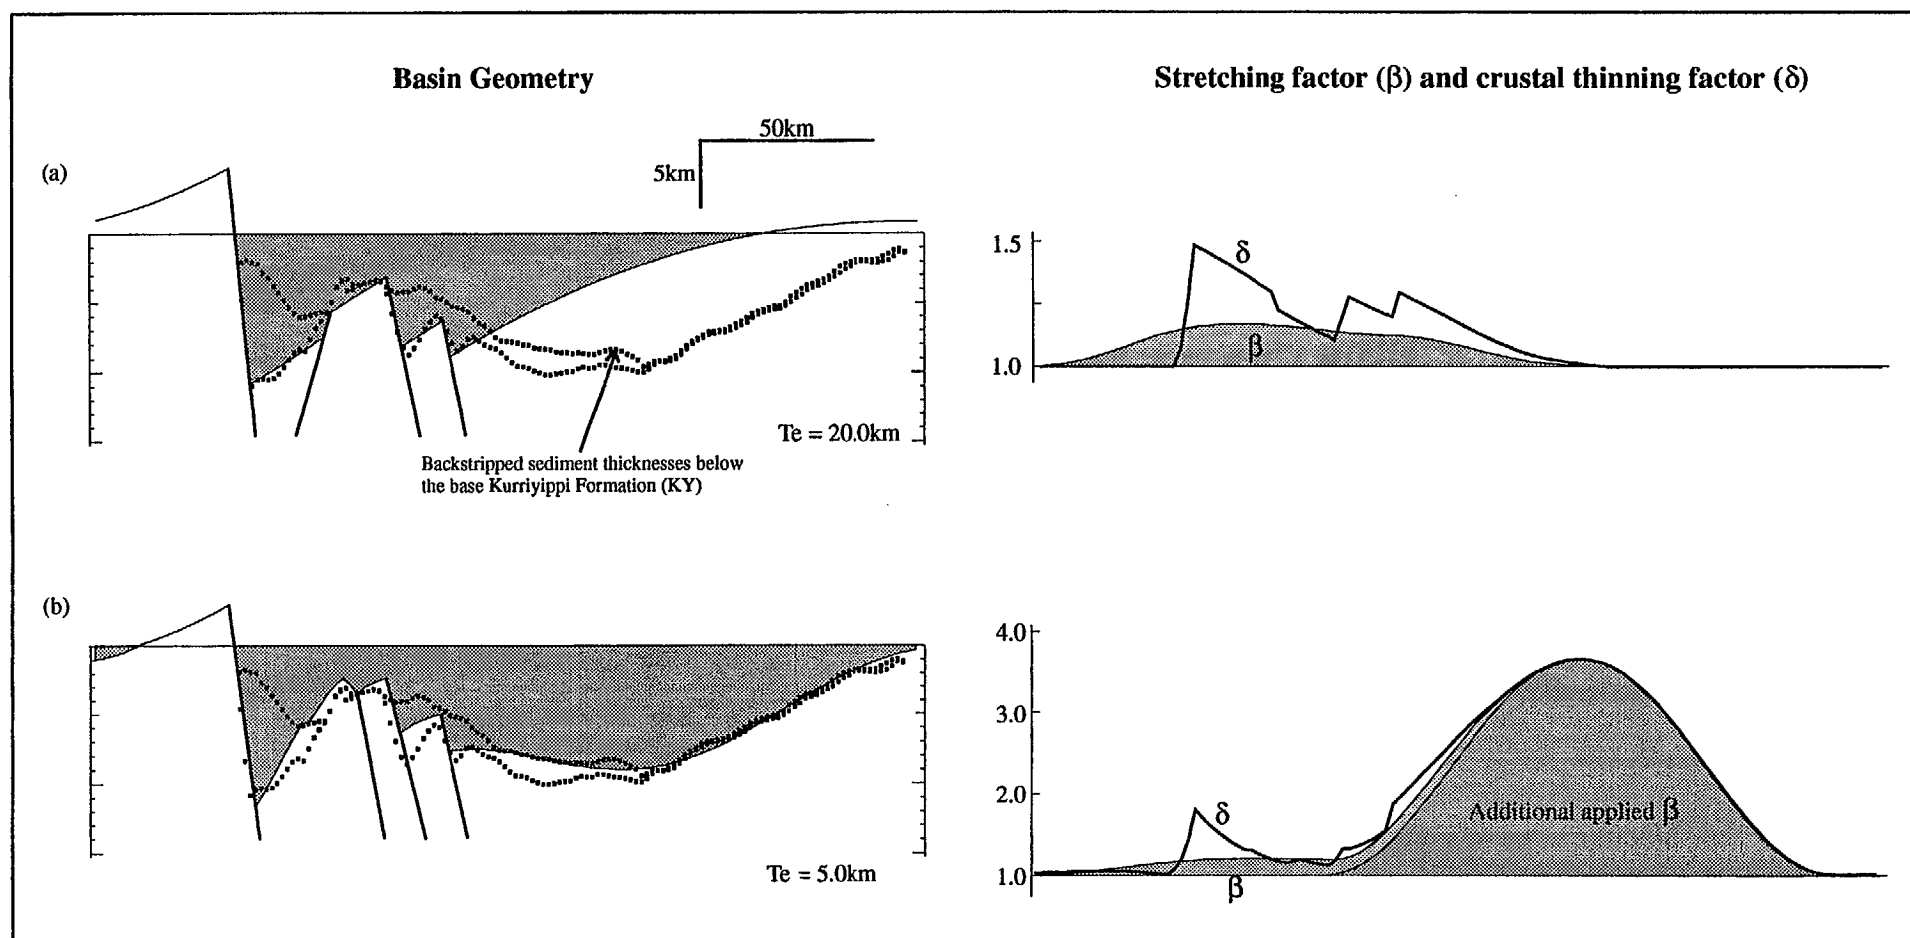 Basin Geometry
Stretching factor (β) and crustal thinning factor (δ)
50km
5km
(a)
1.5
δ
β
1.0
Te = 20.0km
Backstripped sediment thicknesses below
the base Kurriyippi Formation (KY)
(b)
4.0
3.0
2.0
δ
Additional applied β
1.0
β
Te = 5.0km